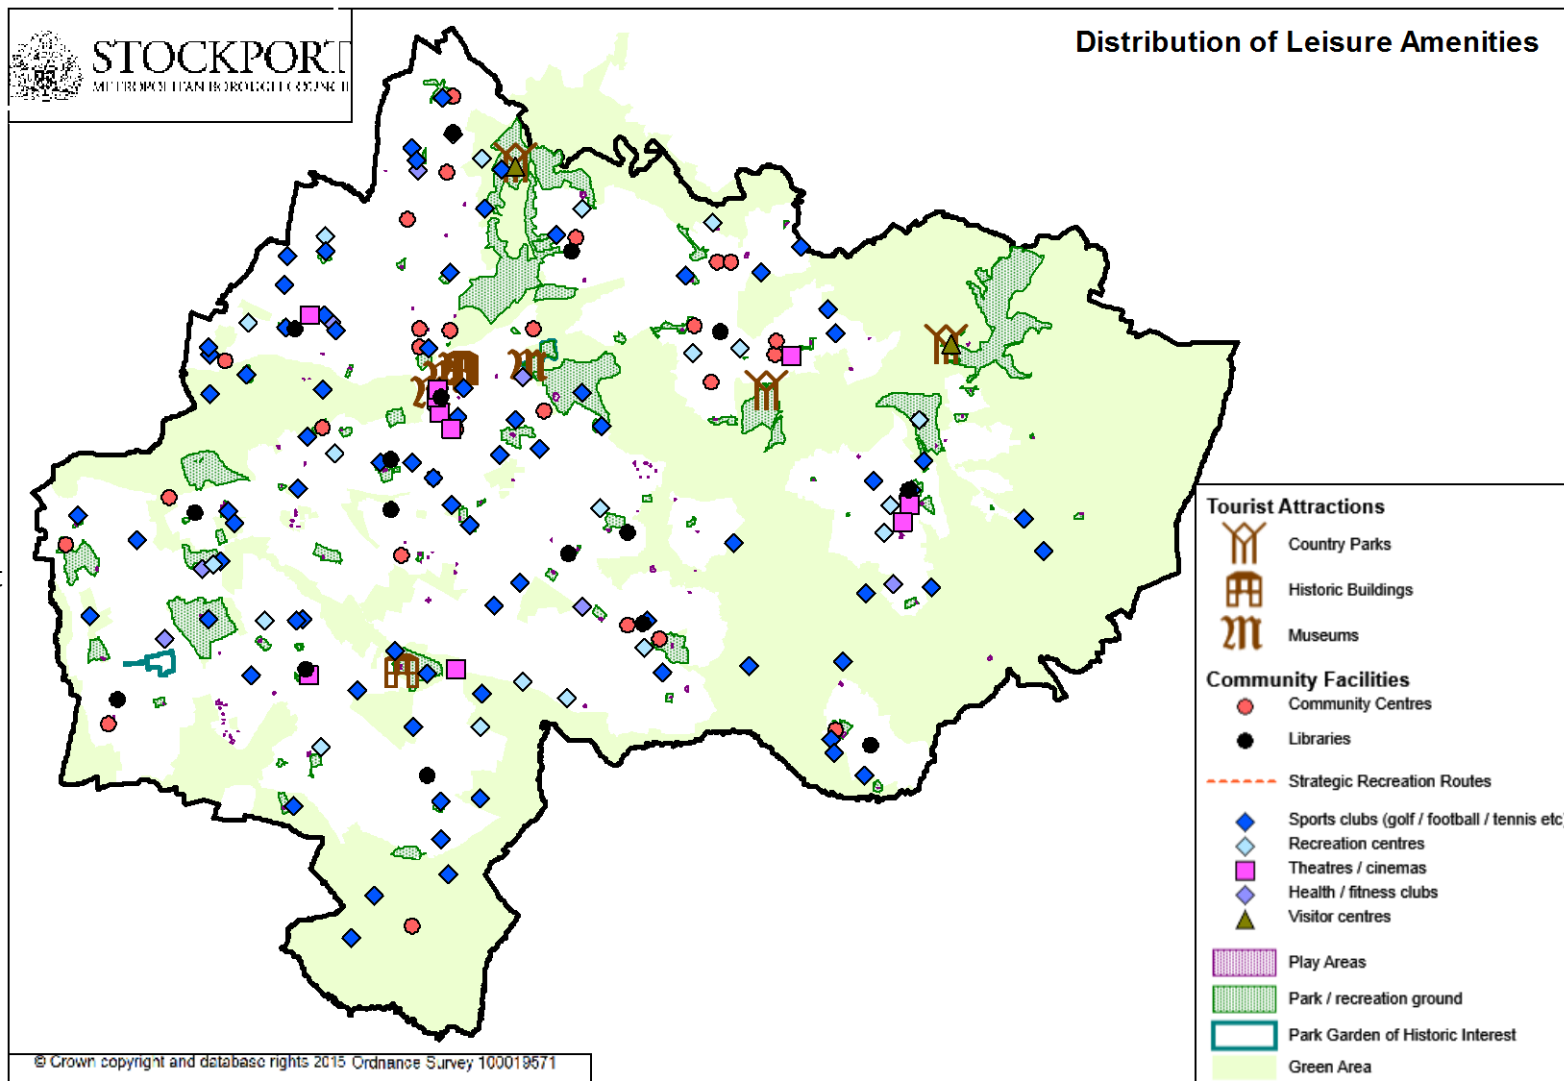 STOCKPORT
METROPOLITAN BOROUGH COUNCIL
Distribution of Leisure Amenities
Tourist Attractions
Country Parks
Historic Buildings
Museums
Community Facilities
Community Centres
Libraries
Strategic Recreation Routes
Sports clubs (golf / football / tennis etc
Recreation centres
Theatres / cinemas
Health / fitness clubs
Visitor centres
Play Areas
Park / recreation ground
Park Garden of Historic Interest
Green Area
© Crown copyright and database rights 2015 Ordnance Survey 100019571